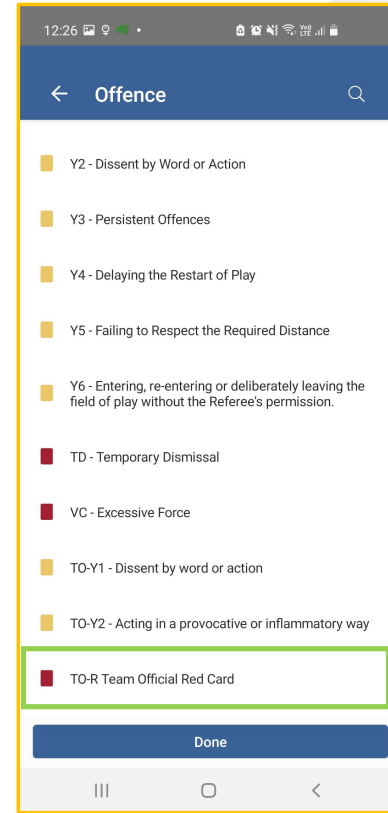 12:26
Vo))
LTE
Offence
Y2 - Dissent by Word or Action
Y3 - Persistent Offences
Y4 - Delaying the Restart of Play
Y5 - Failing to Respect the Required Distance
Y6 - Entering, re-entering or deliberately leaving the
field of play without the Referee's permission.
TD - Temporary Dismissal
VC - Excessive Force
TO-Y1 - Dissent by word or action
TO-Y2 - Acting in a provocative or inflammatory way
TO-R Team Official Red Card
Done